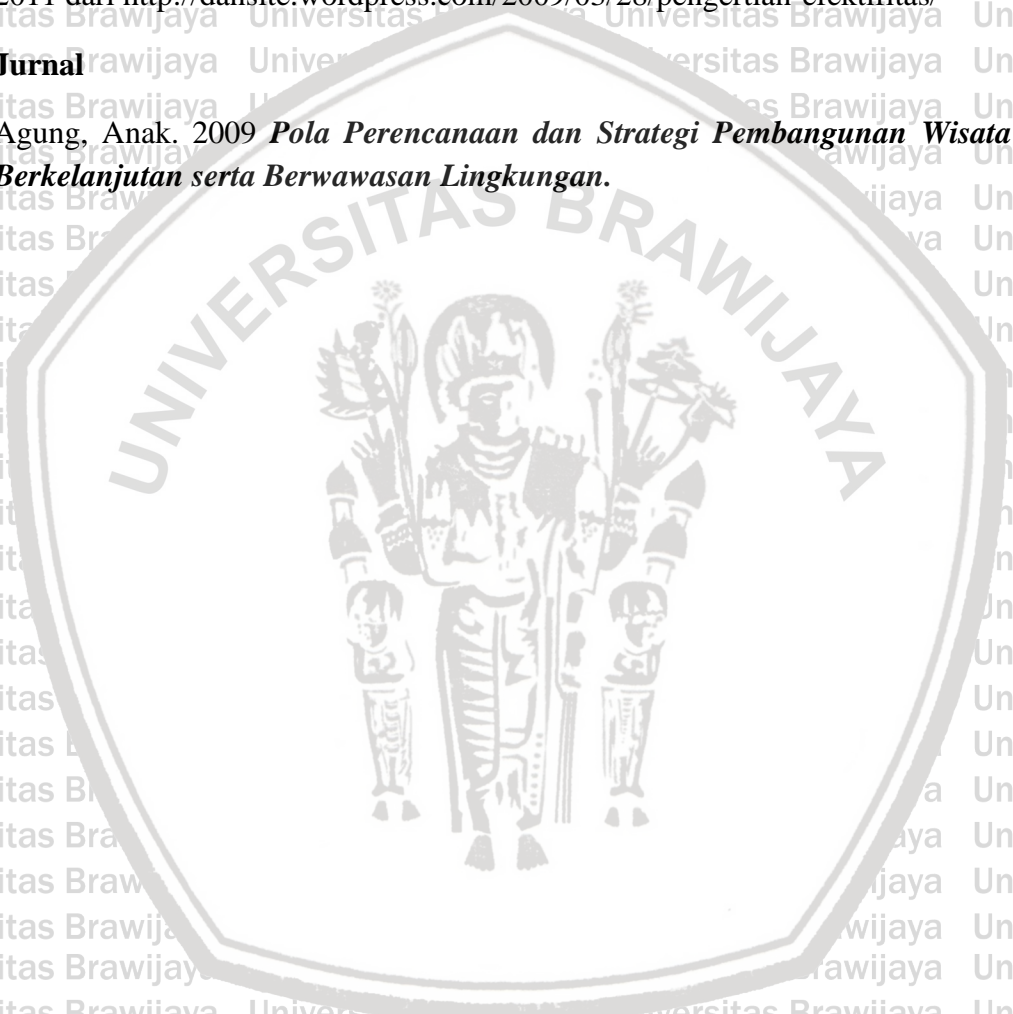 2011 dari http://dansite.wordpress.com/2009/03/28/pengertian-efektifitas/
Jurnal
Agung, Anak. 2009 Pola Perencanaan dan Strategi Pembangunan Wisata
Berkelanjutan serta Berwawasan Lingkungan.
UNIVERSITAS BRAWIJAYA